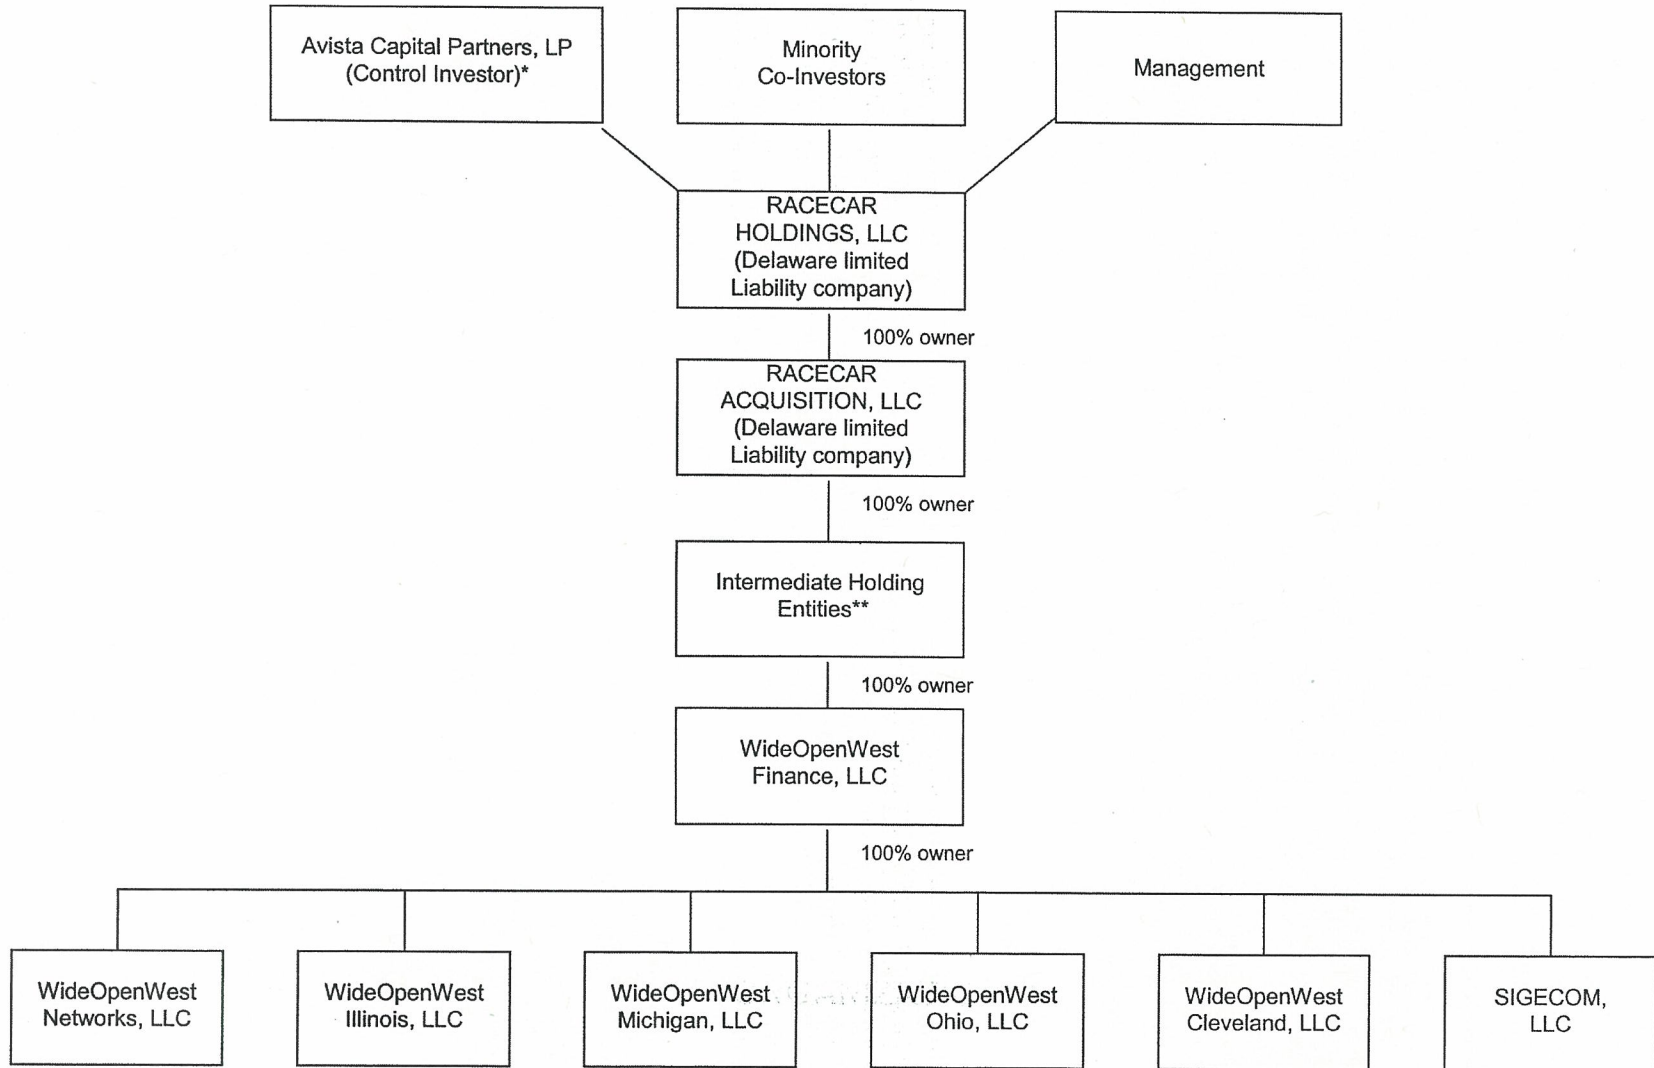 Avista Capital Partners, LP
(Control Investor)*
Minority
Co-Investors
Management
RACECAR
HOLDINGS, LLC
(Delaware limited
Liability company)
100% owner
RACECAR
ACQUISITION, LLC
(Delaware limited
Liability company)
100% owner
Intermediate Holding
Entities**
100% owner
WideOpenWest
Finance, LLC
100% owner
WideOpenWest
Networks, LLC
WideOpenWest
Illinois, LLC
WideOpenWest
Michigan, LLC
WideOpenWest
Ohio, LLC
WideOpenWest
Cleveland, LLC
SIGECOM,
LLC